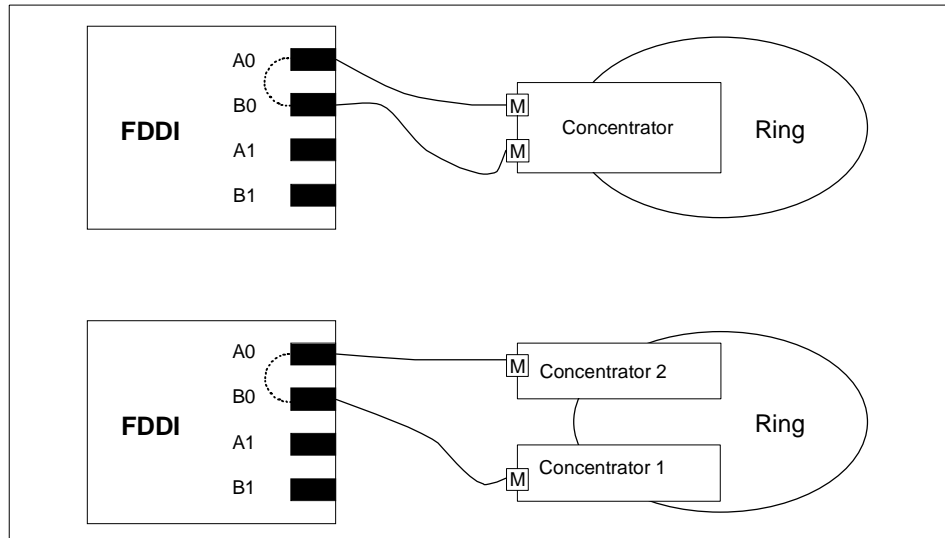 A0
M
B0
FDDI
Concentrator
Ring
M
A1
B1
A0
M
Concentrator 2
B0
FDDI
Ring
A1
Concentrator 1
M
B1